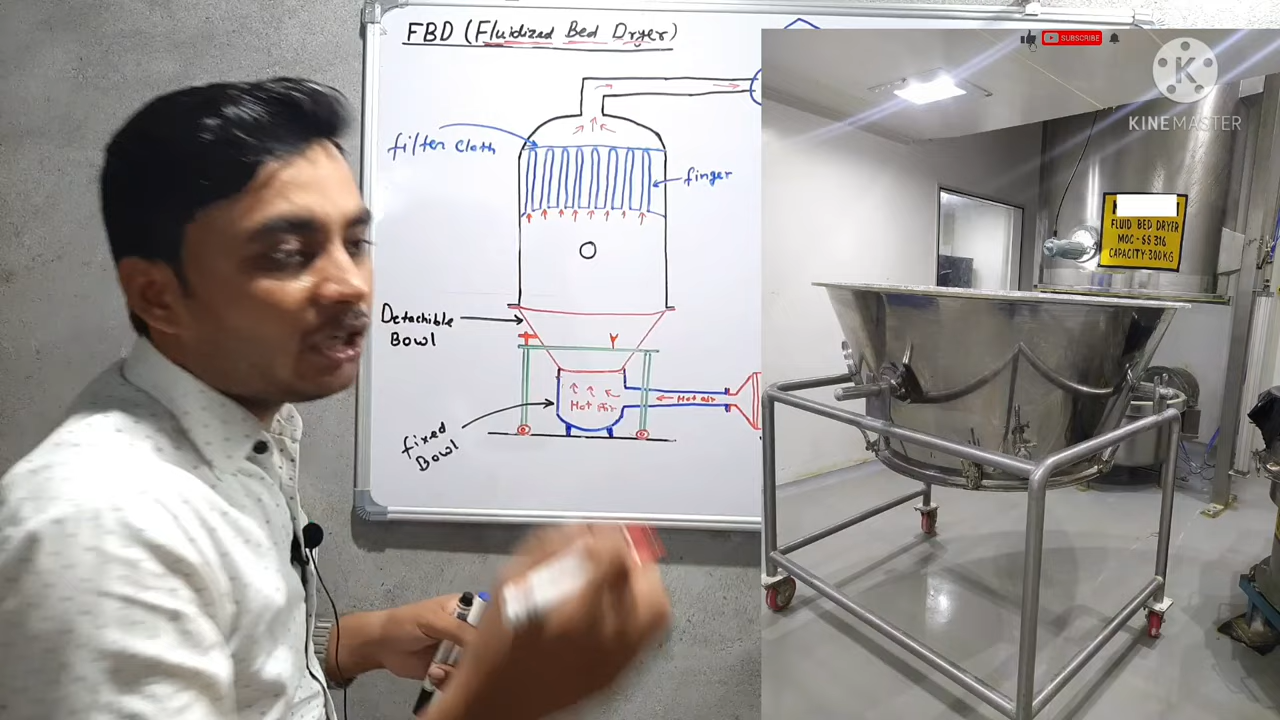 FBD (Fluidized Bed Dryer)
filter cloth
finger
Detachible
Bowl
Hot air
Hot Air
fixed
Bowl
SUBSCRIBE
K
KINEMASTER
FLUID BED DRYER
MOC-SS 316
CAPACITY:300KG